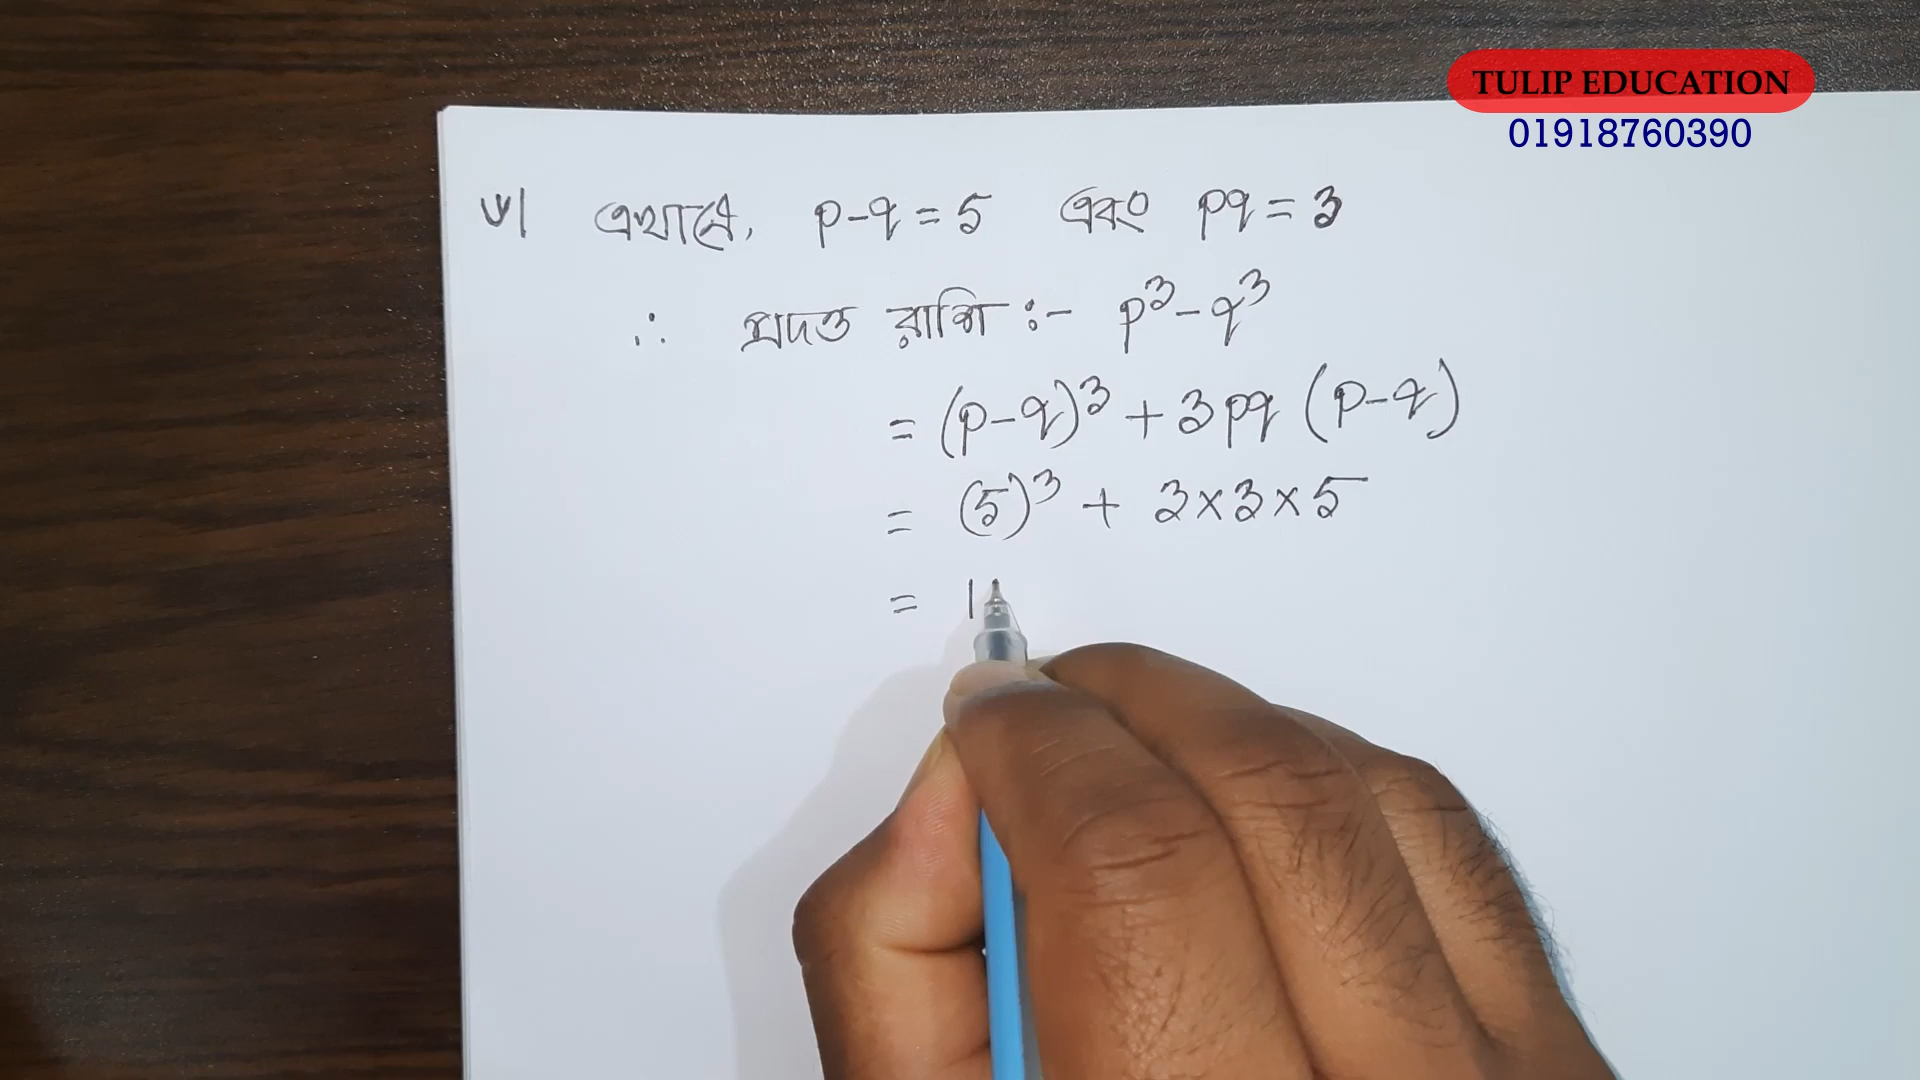 TULIP EDUCATION
01918760390
৩। এখানে, p-q = 5 এবং pq = 3
∴ প্রদত্ত রাশি :- p³-q³
= (p-q)³ + 3pq (p-q)
= (5)³ + 3×3×5
= 1